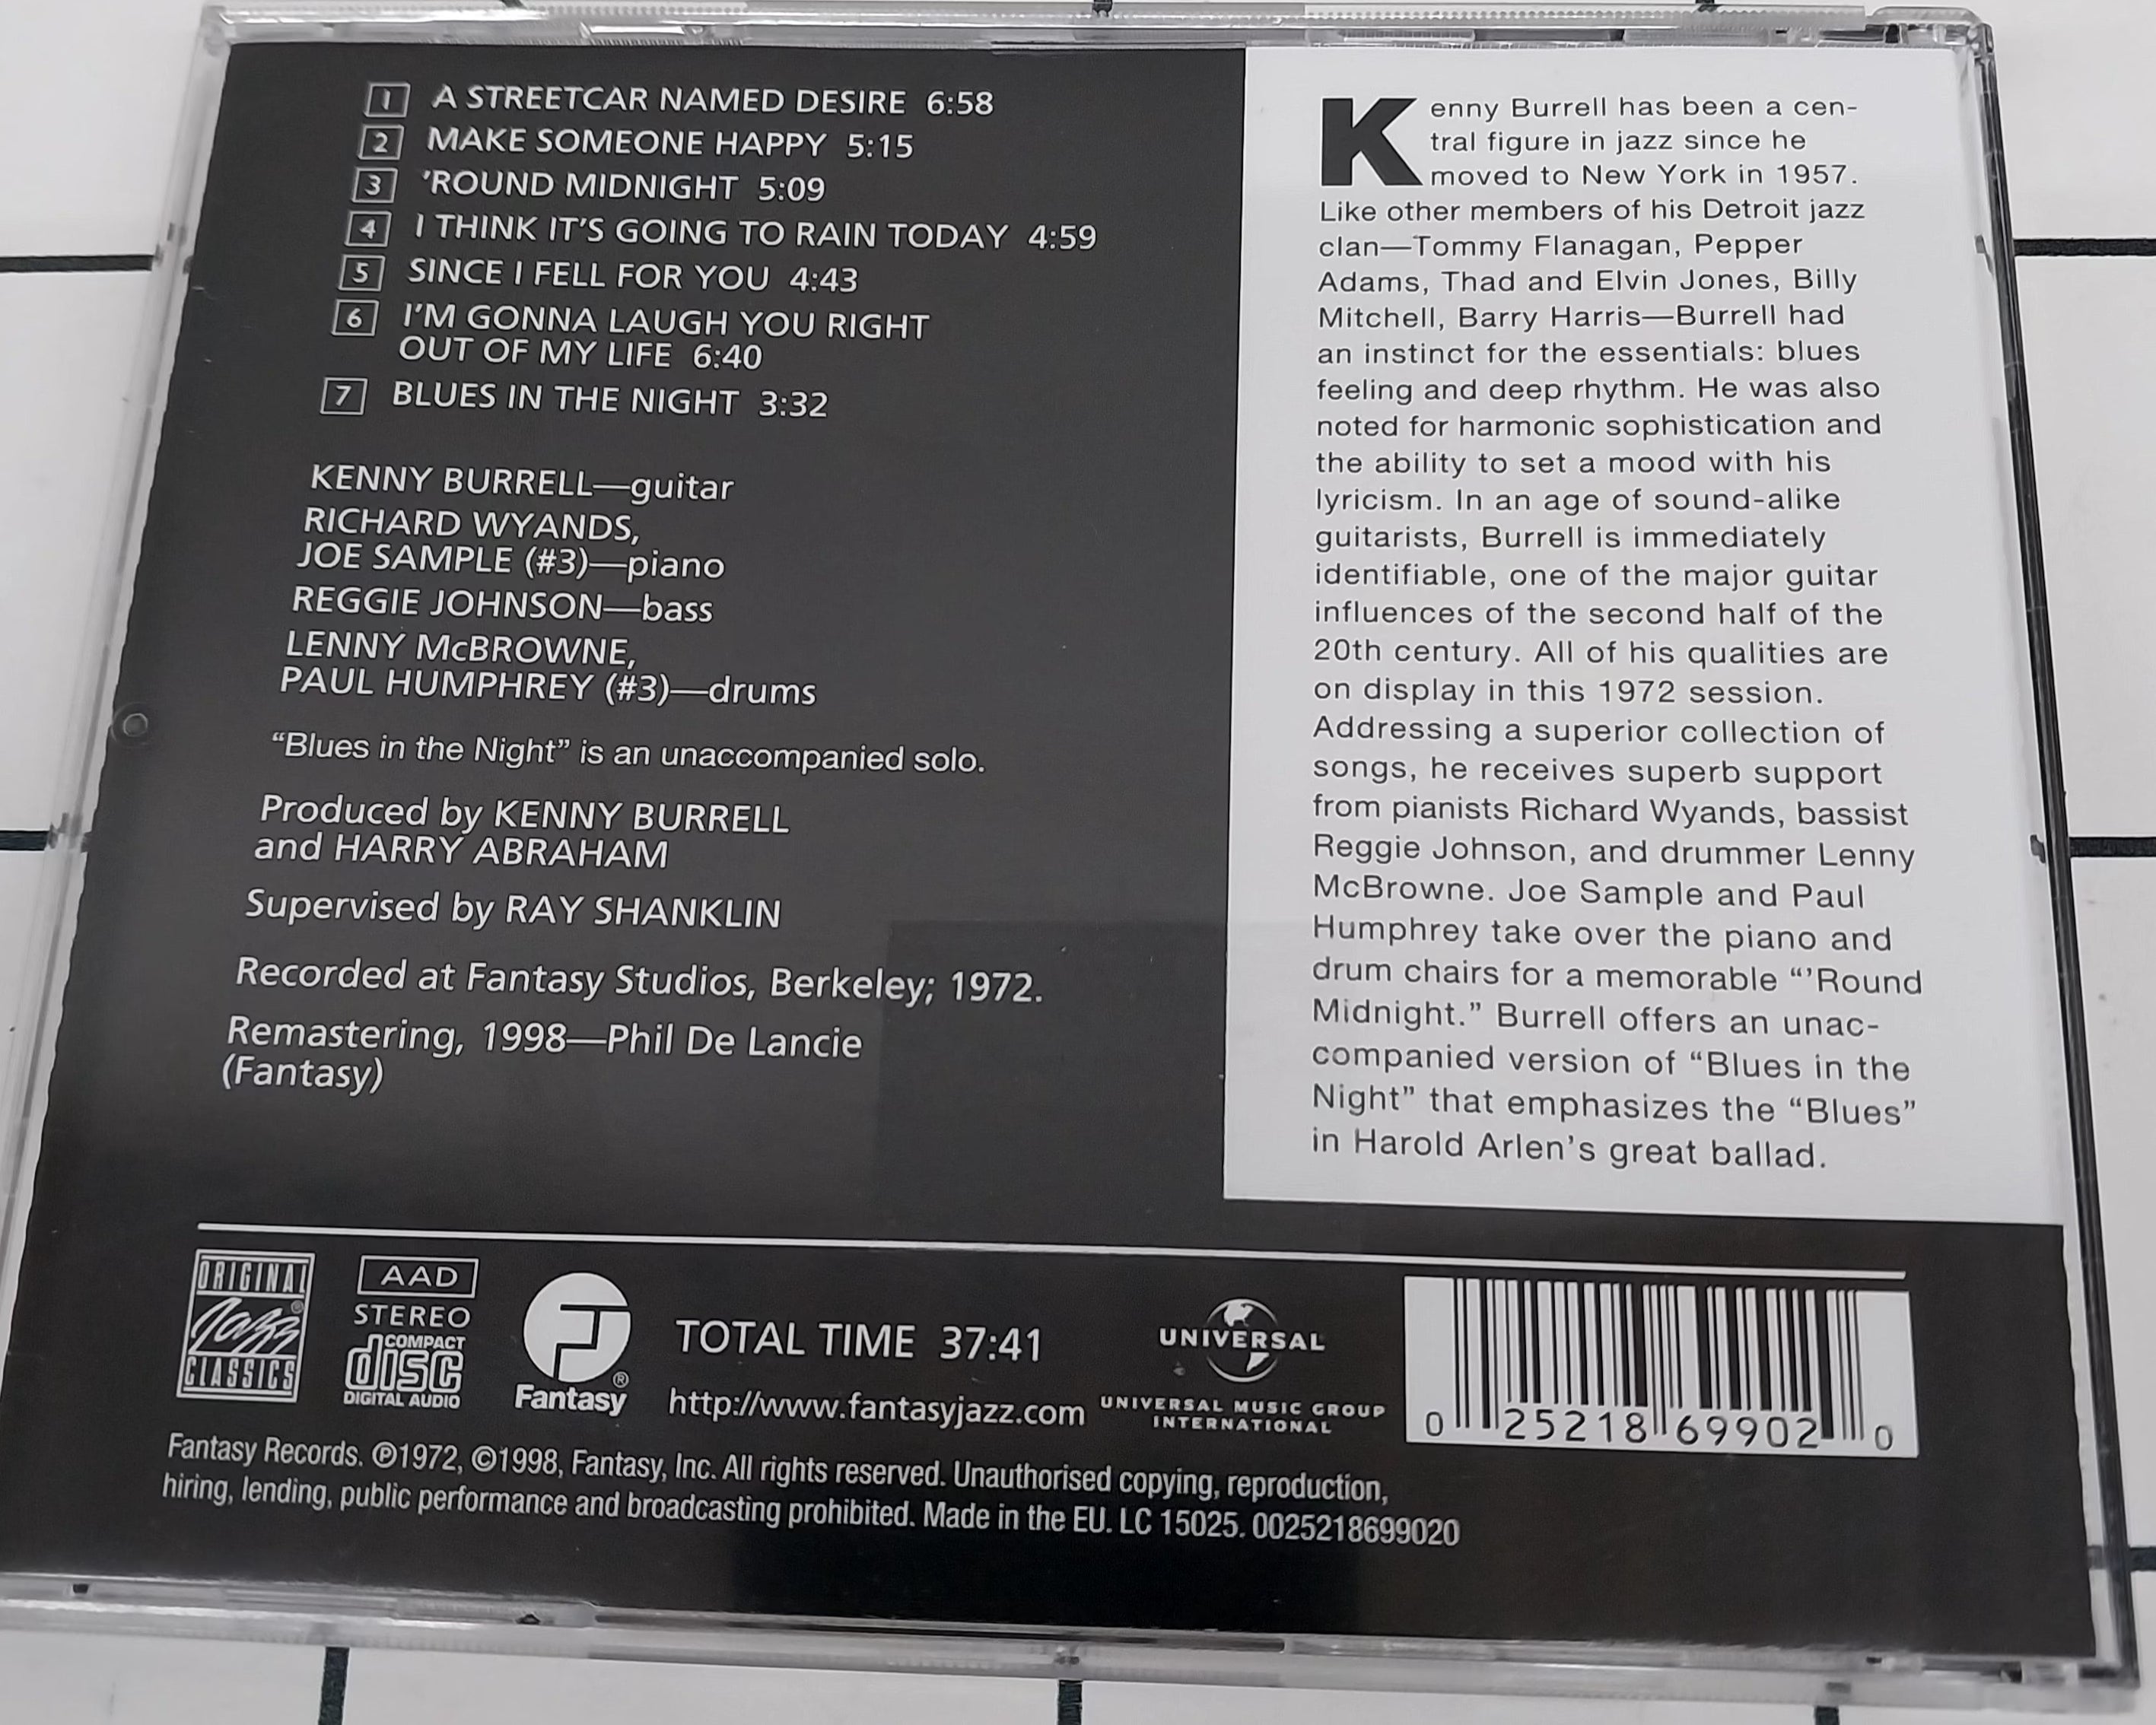 1 A STREETCAR NAMED DESIRE 6:58
2 MAKE SOMEONE HAPPY 5:15
3 'ROUND MIDNIGHT 5:09
4 I THINK IT'S GOING TO RAIN TODAY 4:59
5 SINCE I FELL FOR YOU 4:43
6 I'M GONNA LAUGH YOU RIGHT
OUT OF MY LIFE 6:40
7 BLUES IN THE NIGHT 3:32
KENNY BURRELL—guitar
RICHARD WYANDS,
JOE SAMPLE (#3)—piano
REGGIE JOHNSON—bass
LENNY McBROWNE,
PAUL HUMPHREY (#3)—drums
“Blues in the Night” is an unaccompanied solo.
Produced by KENNY BURRELL
and HARRY ABRAHAM
Supervised by RAY SHANKLIN
Recorded at Fantasy Studios, Berkeley; 1972.
Remastering, 1998—Phil De Lancie
(Fantasy)
Kenny Burrell has been a cen-
tral figure in jazz since he
moved to New York in 1957.
Like other members of his Detroit jazz
clan—Tommy Flanagan, Pepper
Adams, Thad and Elvin Jones, Billy
Mitchell, Barry Harris—Burrell had
an instinct for the essentials: blues
feeling and deep rhythm. He was also
noted for harmonic sophistication and
the ability to set a mood with his
lyricism. In an age of sound-alike
guitarists, Burrell is immediately
identifiable, one of the major guitar
influences of the second half of the
20th century. All of his qualities are
on display in this 1972 session.
Addressing a superior collection of
songs, he receives superb support
from pianists Richard Wyands, bassist
Reggie Johnson, and drummer Lenny
McBrowne. Joe Sample and Paul
Humphrey take over the piano and
drum chairs for a memorable “’Round
Midnight.” Burrell offers an unac-
companied version of “Blues in the
Night” that emphasizes the “Blues”
in Harold Arlen’s great ballad.
ORIGINAL
Jazz ®
CLASSICS
AAD
STEREO
COMPACT
disc
DIGITAL AUDIO
F ®
Fantasy
TOTAL TIME 37:41
http://www.fantasyjazz.com
UNIVERSAL
UNIVERSAL MUSIC GROUP
INTERNATIONAL
0 25218 69902 0
Fantasy Records. ℗1972, ©1998, Fantasy, Inc. All rights reserved. Unauthorised copying, reproduction,
hiring, lending, public performance and broadcasting prohibited. Made in the EU. LC 15025. 0025218699020